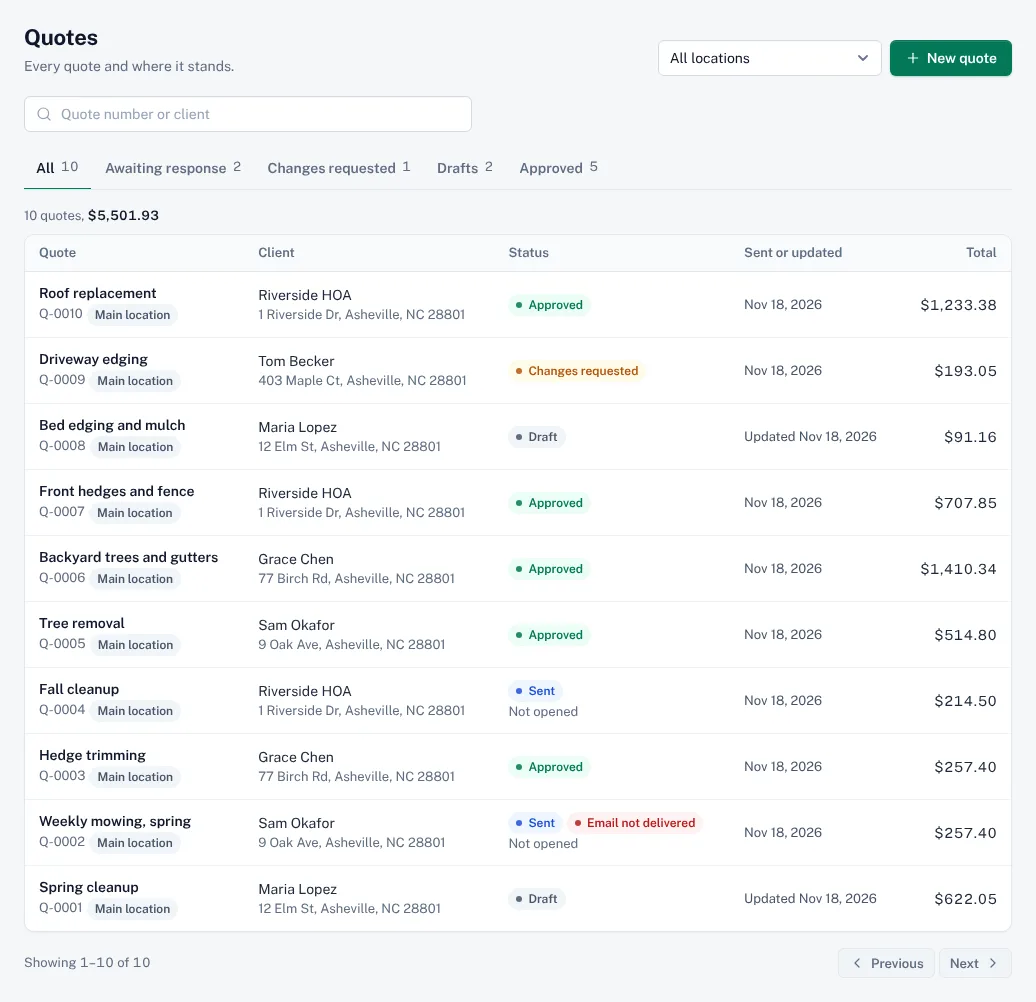 Quotes
Every quote and where it stands.
All locations
New quote
Quote number or client
All 10 Awaiting response 2 Changes requested 1 Drafts 2 Approved 5
10 quotes, $5,501.93
Quote Client Status Sent or updated Total
Roof replacement
Q-0010 Main location
Riverside HOA
1 Riverside Dr, Asheville, NC 28801
Approved
Nov 18, 2026
$1,233.38
Driveway edging
Q-0009 Main location
Tom Becker
403 Maple Ct, Asheville, NC 28801
Changes requested
Nov 18, 2026
$193.05
Bed edging and mulch
Q-0008 Main location
Maria Lopez
12 Elm St, Asheville, NC 28801
Draft
Updated Nov 18, 2026
$91.16
Front hedges and fence
Q-0007 Main location
Riverside HOA
1 Riverside Dr, Asheville, NC 28801
Approved
Nov 18, 2026
$707.85
Backyard trees and gutters
Q-0006 Main location
Grace Chen
77 Birch Rd, Asheville, NC 28801
Approved
Nov 18, 2026
$1,410.34
Tree removal
Q-0005 Main location
Sam Okafor
9 Oak Ave, Asheville, NC 28801
Approved
Nov 18, 2026
$514.80
Fall cleanup
Q-0004 Main location
Riverside HOA
1 Riverside Dr, Asheville, NC 28801
Sent
Not opened
Nov 18, 2026
$214.50
Hedge trimming
Q-0003 Main location
Grace Chen
77 Birch Rd, Asheville, NC 28801
Approved
Nov 18, 2026
$257.40
Weekly mowing, spring
Q-0002 Main location
Sam Okafor
9 Oak Ave, Asheville, NC 28801
Sent Email not delivered
Not opened
Nov 18, 2026
$257.40
Spring cleanup
Q-0001 Main location
Maria Lopez
12 Elm St, Asheville, NC 28801
Draft
Updated Nov 18, 2026
$622.05
Showing 1–10 of 10
Previous Next